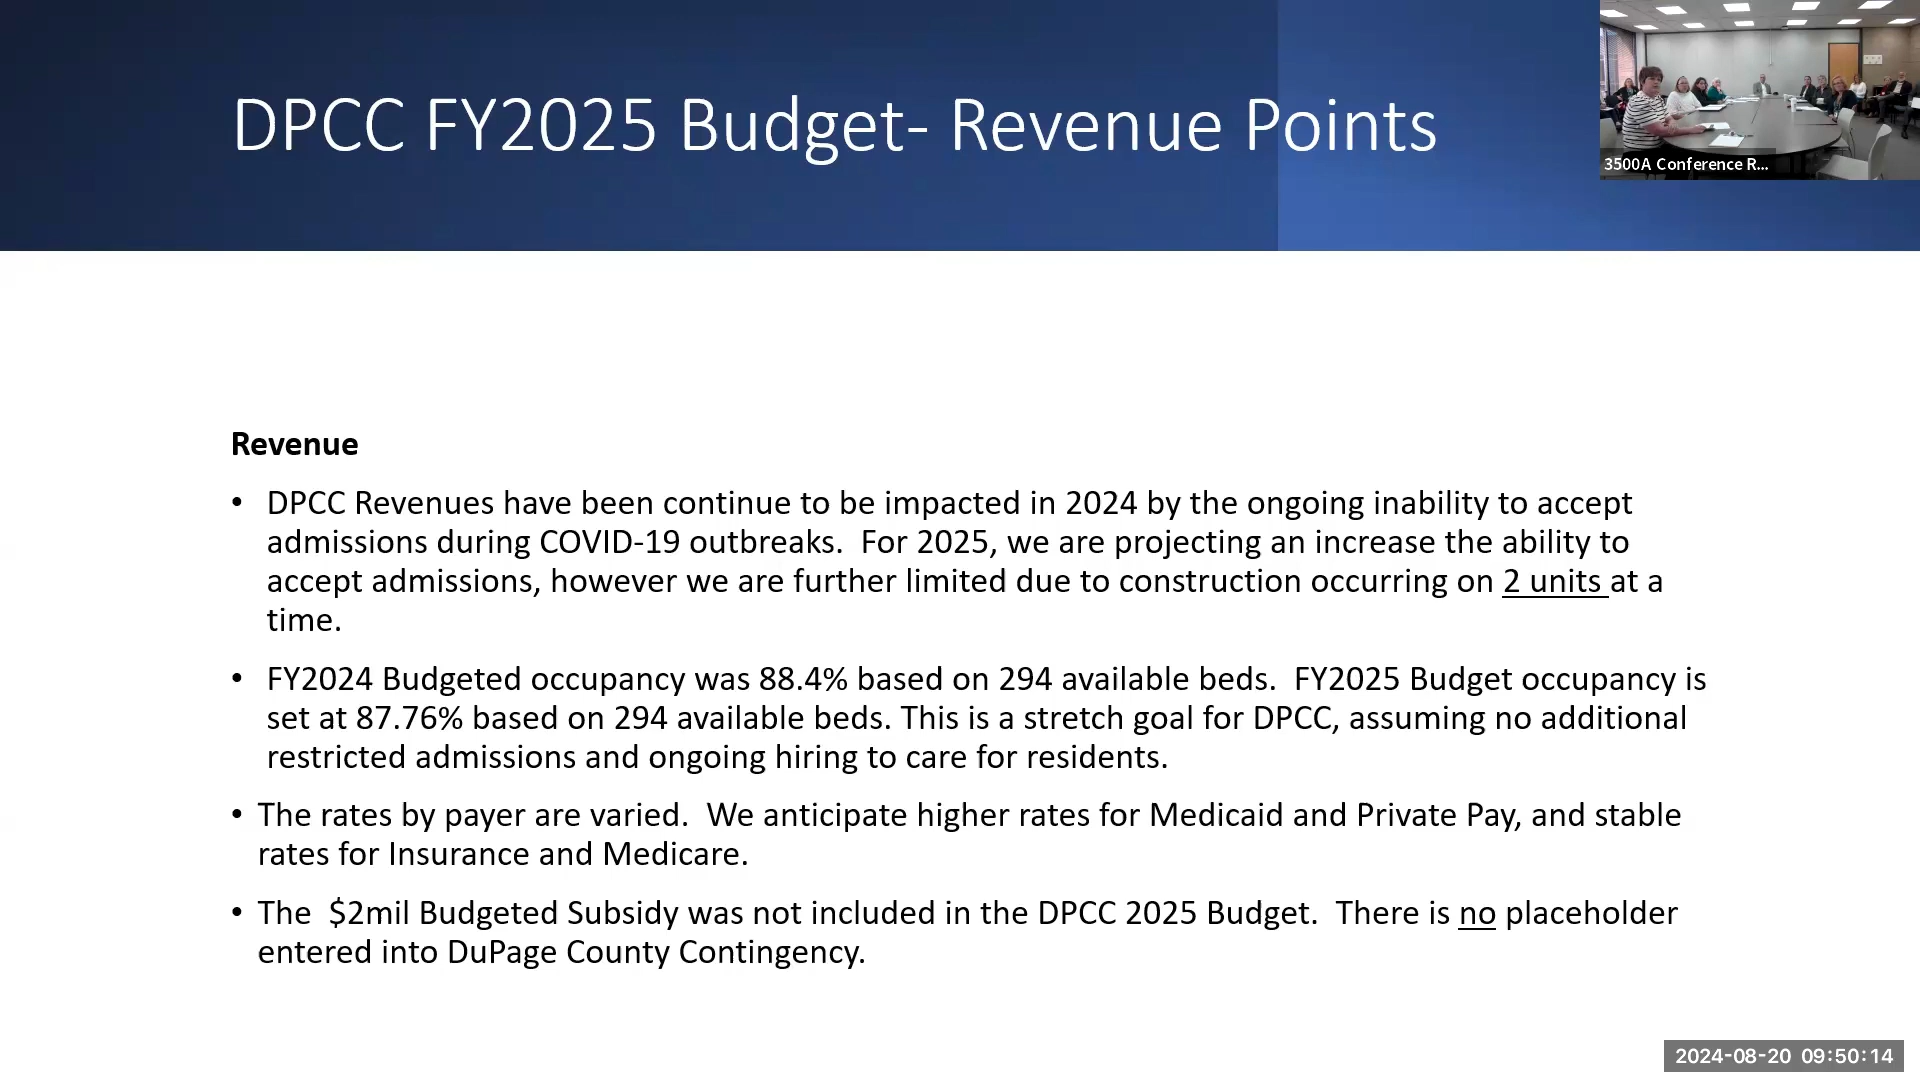 DPCC FY2025 Budget- Revenue Points
3500A Conference R...
Revenue
• DPCC Revenues have been continue to be impacted in 2024 by the ongoing inability to accept
admissions during COVID-19 outbreaks.  For 2025, we are projecting an increase the ability to
accept admissions, however we are further limited due to construction occurring on 2 units at a
time.
• FY2024 Budgeted occupancy was 88.4% based on 294 available beds.  FY2025 Budget occupancy is
set at 87.76% based on 294 available beds. This is a stretch goal for DPCC, assuming no additional
restricted admissions and ongoing hiring to care for residents.
• The rates by payer are varied.  We anticipate higher rates for Medicaid and Private Pay, and stable
rates for Insurance and Medicare.
• The  $2mil Budgeted Subsidy was not included in the DPCC 2025 Budget.  There is no placeholder
entered into DuPage County Contingency.
2024-08-20 09:50:14